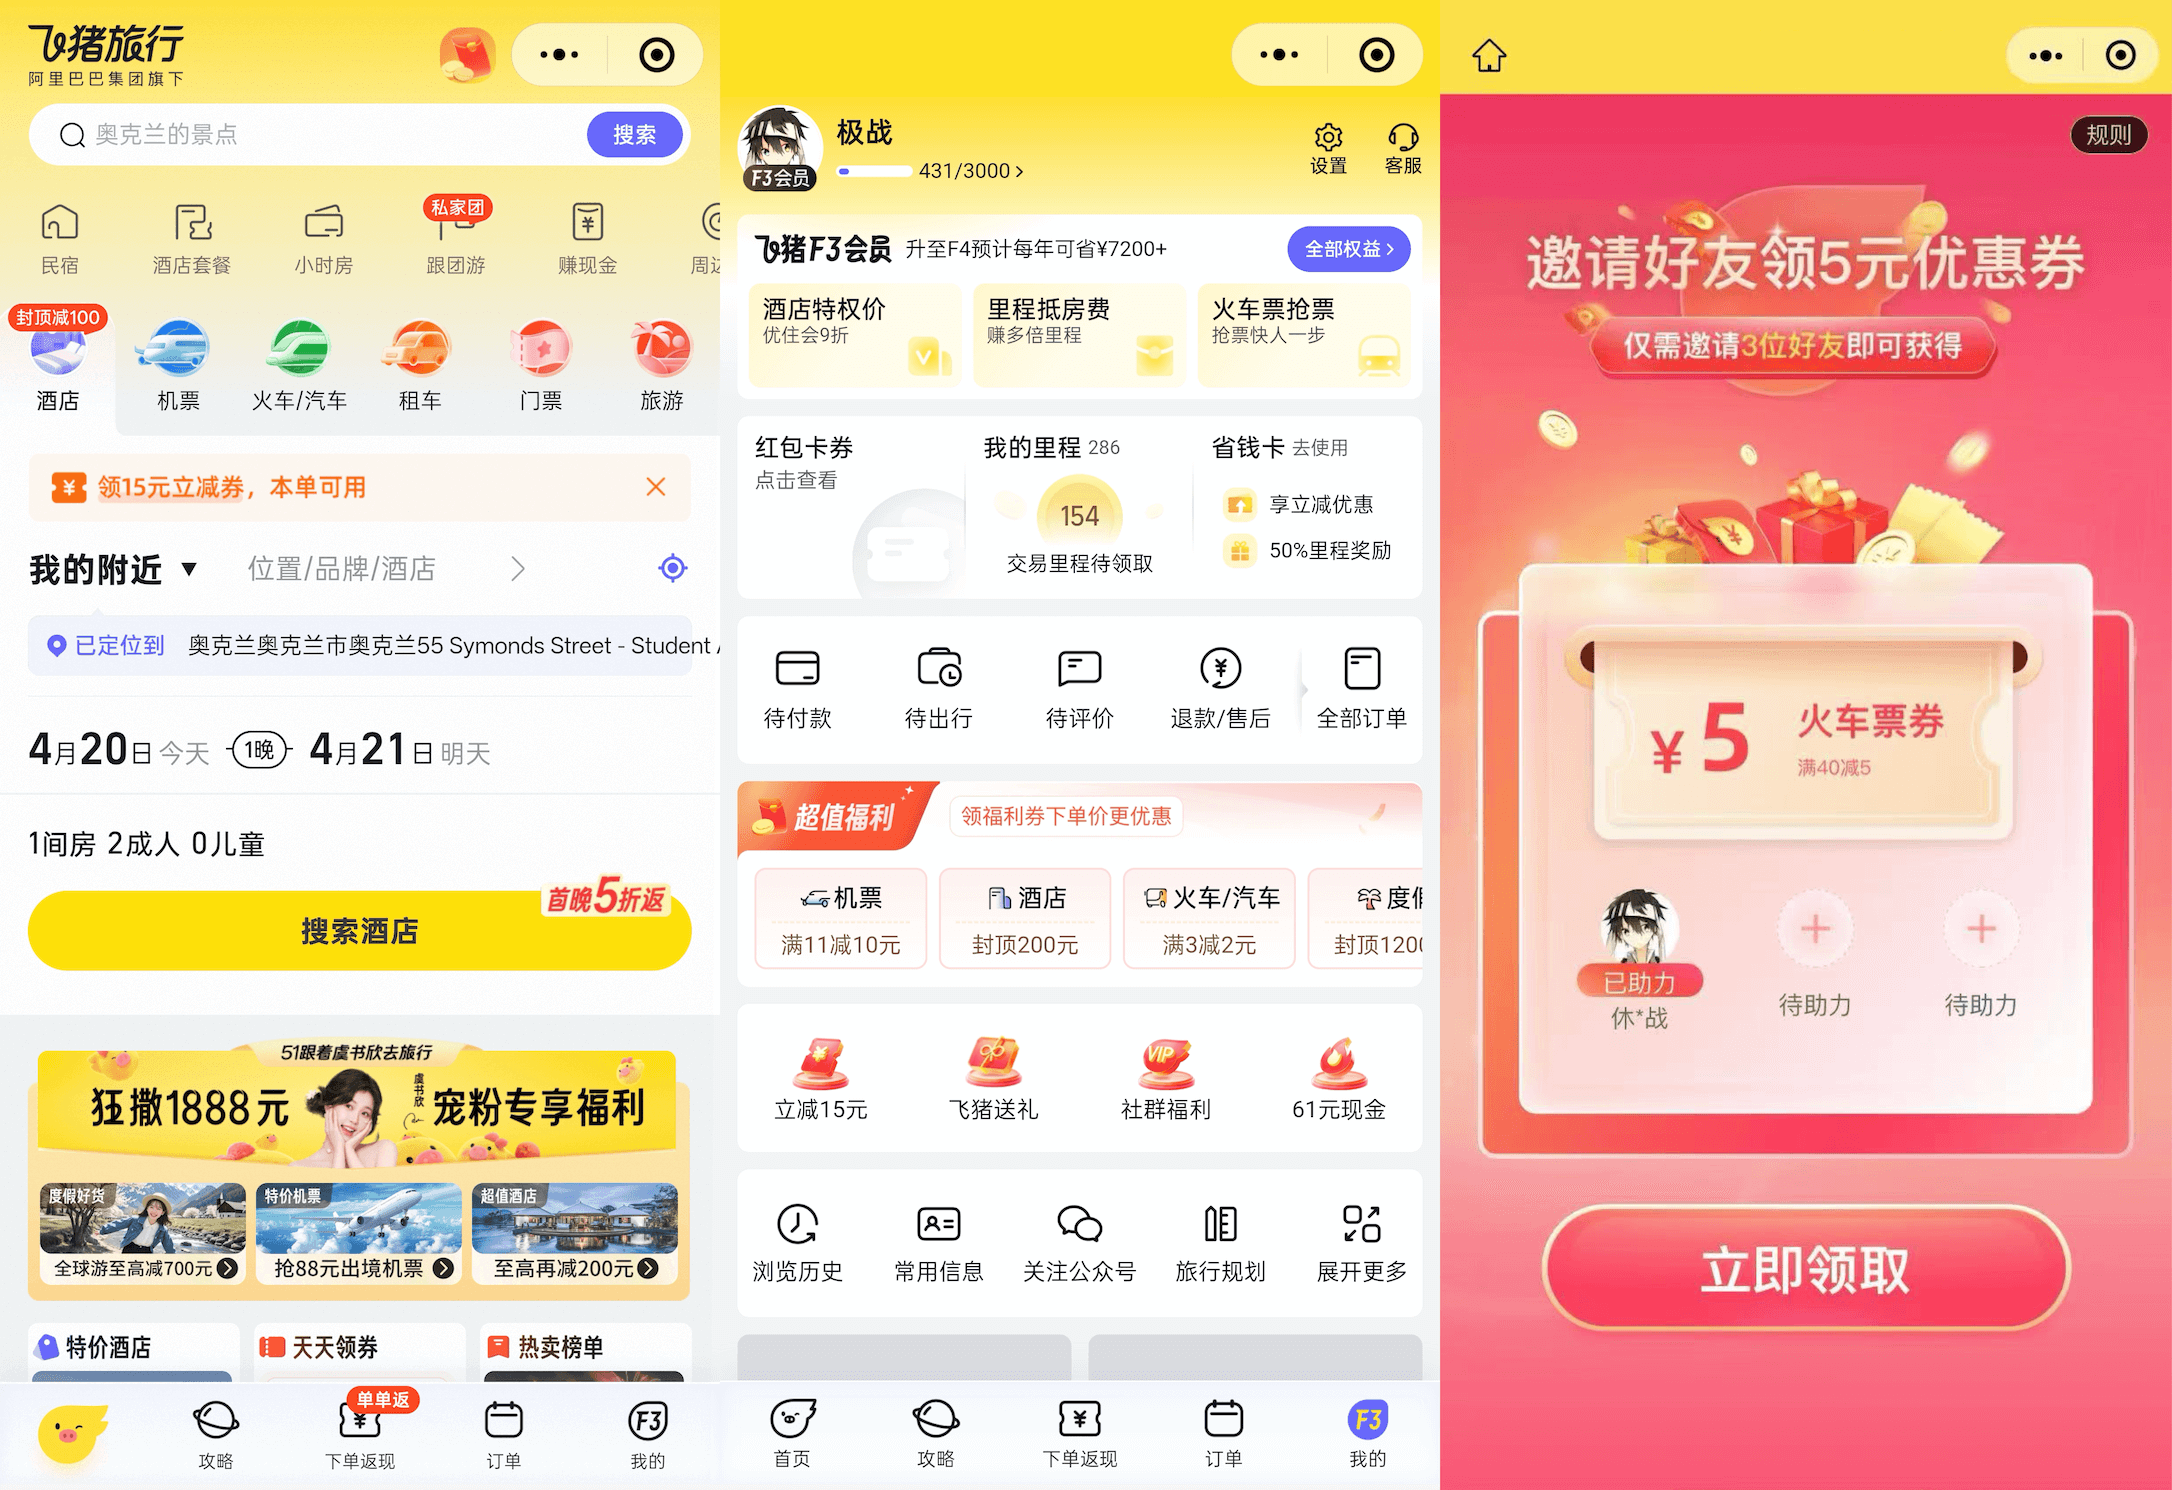 飞猪旅行
阿里巴巴集团旗下
奥克兰的景点
搜索
私家团
民宿
酒店套餐
小时房
跟团游
赚现金
周边
封顶减100
酒店
机票
火车/汽车
租车
门票
旅游
领15元立减券，本单可用
我的附近
位置/品牌/酒店
已定位到
奥克兰奥克兰市奥克兰55 Symonds Street - Student
4月20日 今天
1晚
4月21日 明天
1间房 2成人 0儿童
首晚5折返
搜索酒店
51跟着虞书欣去旅行
狂撒1888元
虞书欣
宠粉专享福利
度假好货
特价机票
超值酒店
全球游至高减700元
抢88元出境机票
至高再减200元
特价酒店
天天领券
热卖榜单
单单返
攻略
下单返现
订单
F3
我的
极战
F3会员
431/3000
设置
客服
飞猪F3会员
升至F4预计每年可省¥7200+
全部权益
酒店特权价
优住会9折
里程抵房费
赚多倍里程
火车票抢票
抢票快人一步
红包卡券
点击查看
我的里程 286
154
交易里程待领取
省钱卡 去使用
享立减优惠
50%里程奖励
待付款
待出行
待评价
退款/售后
全部订单
超值福利
领福利券下单价更优惠
机票
满11减10元
酒店
封顶200元
火车/汽车
满3减2元
度假
封顶1200
VIP
立减15元
飞猪送礼
社群福利
61元现金
浏览历史
常用信息
关注公众号
旅行规划
展开更多
首页
攻略
下单返现
订单
F3
我的
规则
邀请好友领5元优惠券
仅需邀请3位好友即可获得
¥5
火车票券
满40减5
已助力
休*战
待助力
待助力
立即领取